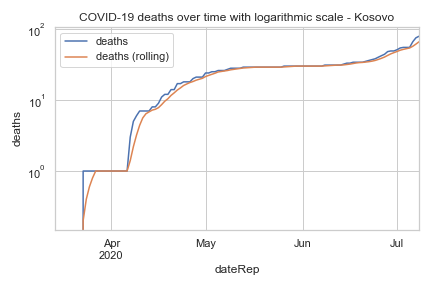 COVID-19 deaths over time with logarithmic scale - Kosovo
deaths
deaths (rolling)
10²
10¹
10⁰
deaths
Apr
2020
May
Jun
Jul
dateRep